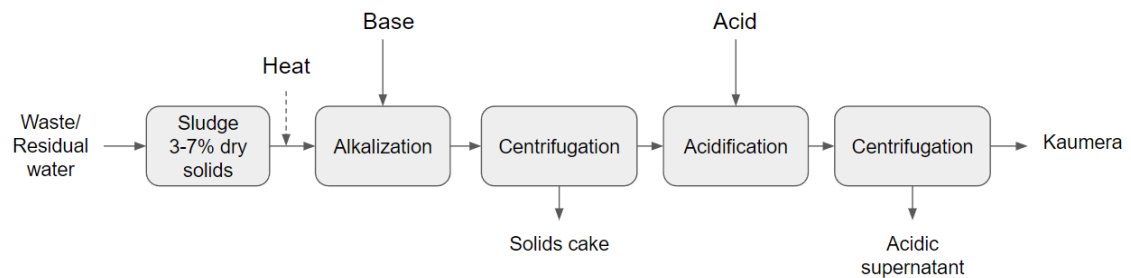 Base
Acid
Heat
Waste/
Residual
water
Sludge
3-7% dry
solids
Alkalization
Centrifugation
Acidification
Centrifugation
Kaumera
Solids cake
Acidic
supernatant